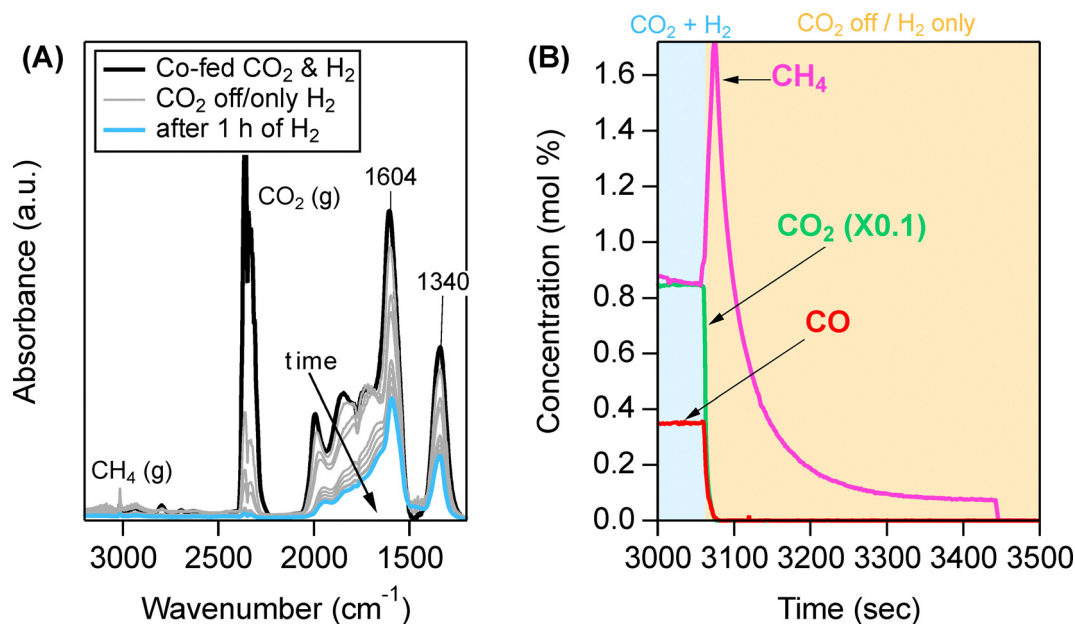 (A)
Co-fed CO₂ & H₂
CO₂ off/only H₂
after 1 h of H₂
CO₂ (g)
1604
1340
time
CH₄ (g)
Absorbance (a.u.)
3000 2500 2000 1500
Wavenumber (cm⁻¹)
CO₂ + H₂
CO₂ off / H₂ only
(B)
CH₄
CO₂ (X0.1)
CO
Concentration (mol %)
1.6
1.4
1.2
1.0
0.8
0.6
0.4
0.2
0.0
3000 3100 3200 3300 3400 3500
Time (sec)